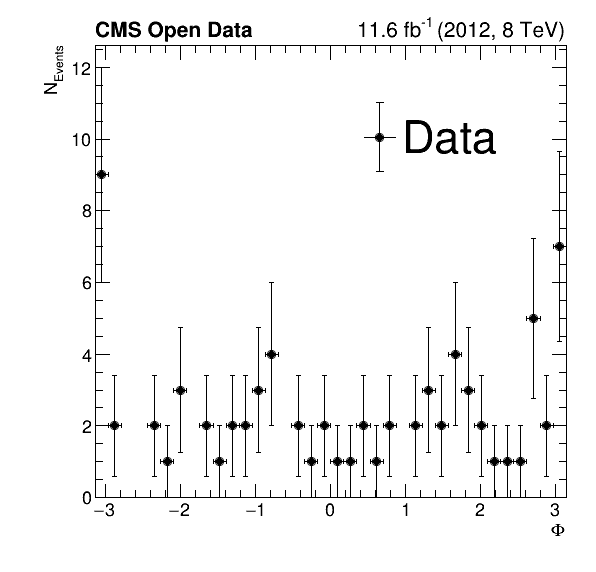 CMS Open Data 11.6 fb⁻¹ (2012, 8 TeV)
N_Events
12
10
8
6
4
2
0
Data
−3 −2 −1 0 1 2 3
Φ